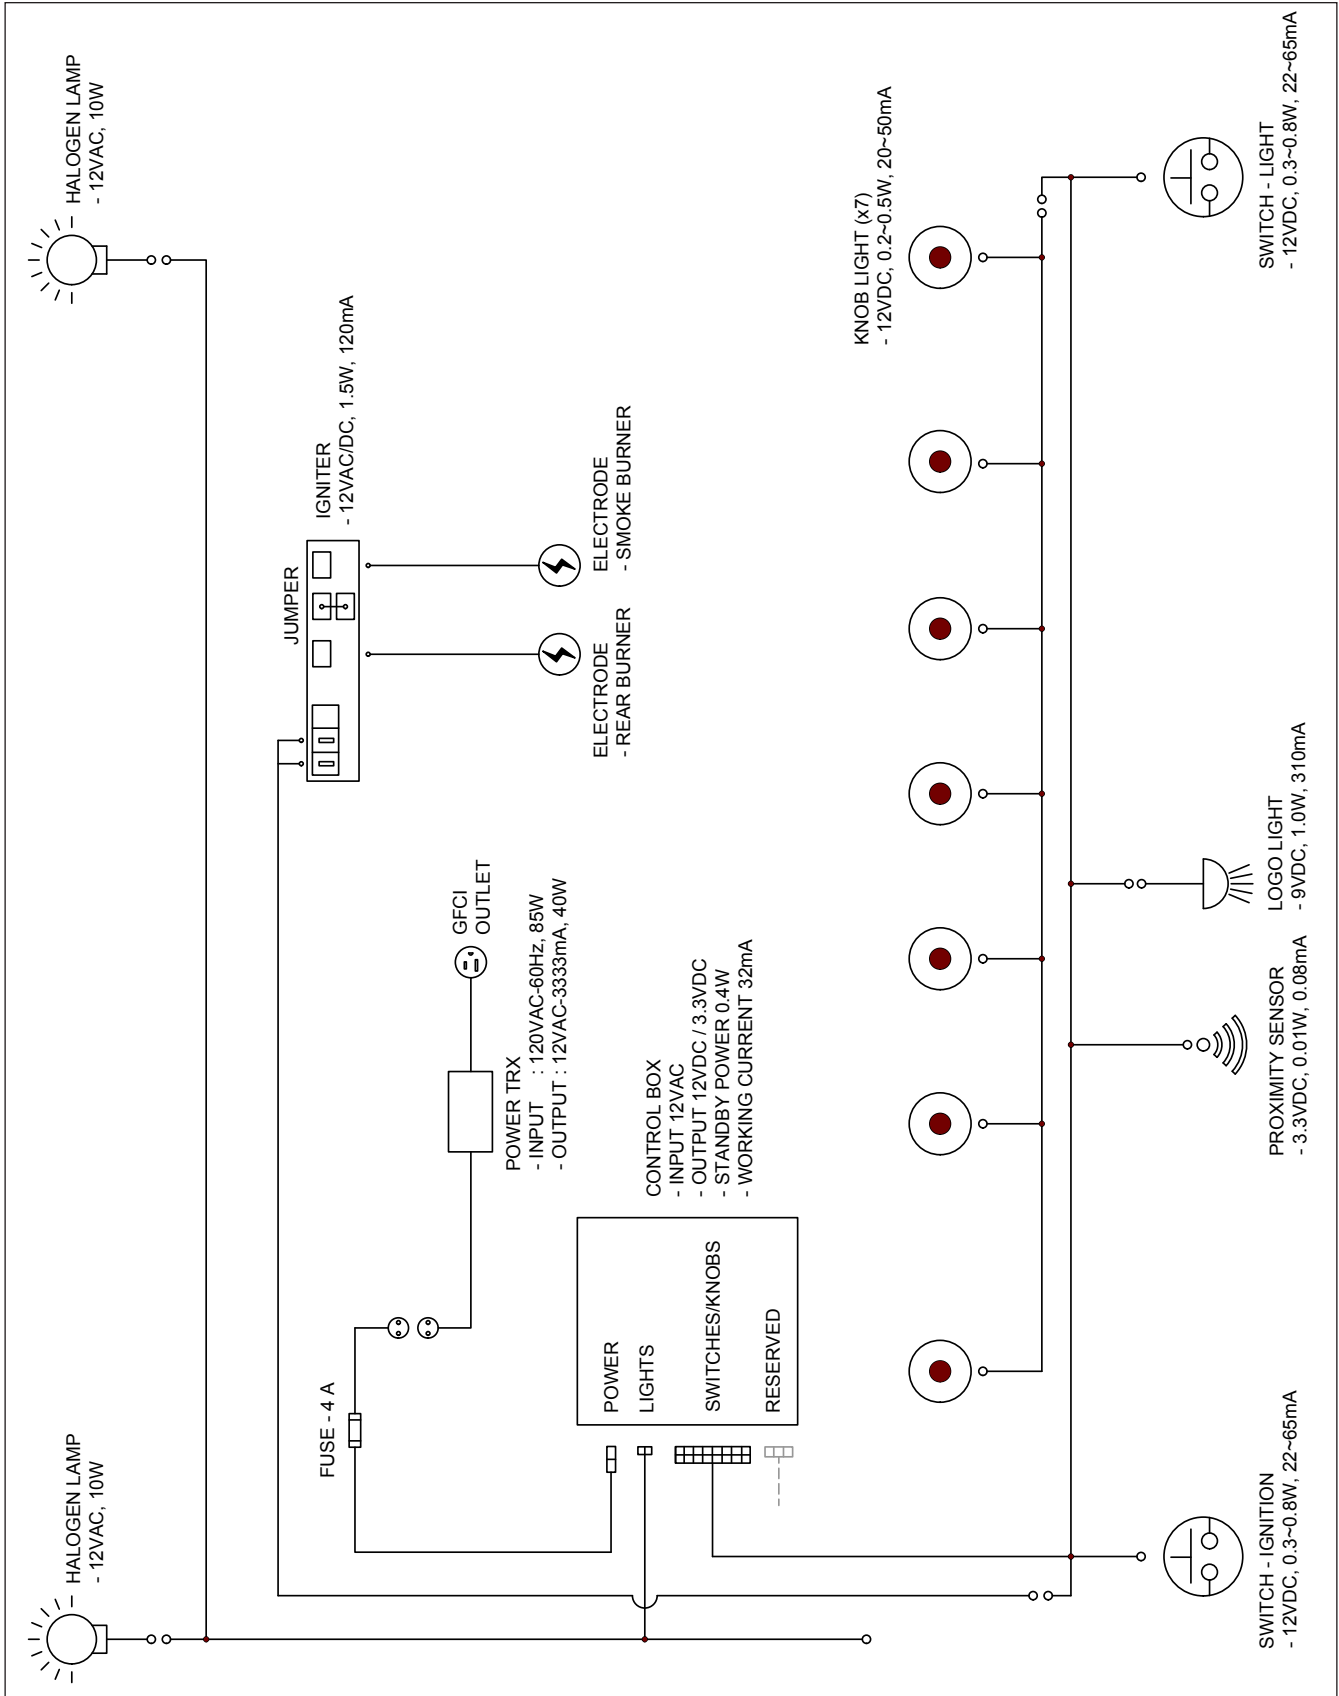 HALOGEN LAMP
- 12VAC, 10W
HALOGEN LAMP
- 12VAC, 10W
JUMPER
IGNITER
- 12VAC/DC, 1.5W, 120mA
FUSE - 4 A
GFCI
OUTLET
POWER TRX
- INPUT : 120VAC-60Hz, 85W
- OUTPUT : 12VAC-3333mA, 40W
ELECTRODE
- REAR BURNER
ELECTRODE
- SMOKE BURNER
CONTROL BOX
- INPUT 12VAC
- OUTPUT 12VDC / 3.3VDC
- STANDBY POWER 0.4W
- WORKING CURRENT 32mA
POWER
LIGHTS
SWITCHES/KNOBS
RESERVED
KNOB LIGHT (x7)
- 12VDC, 0.2~0.5W, 20~50mA
SWITCH - IGNITION
- 12VDC, 0.3~0.8W, 22~65mA
PROXIMITY SENSOR
- 3.3VDC, 0.01W, 0.08mA
LOGO LIGHT
- 9VDC, 1.0W, 310mA
SWITCH - LIGHT
- 12VDC, 0.3~0.8W, 22~65mA